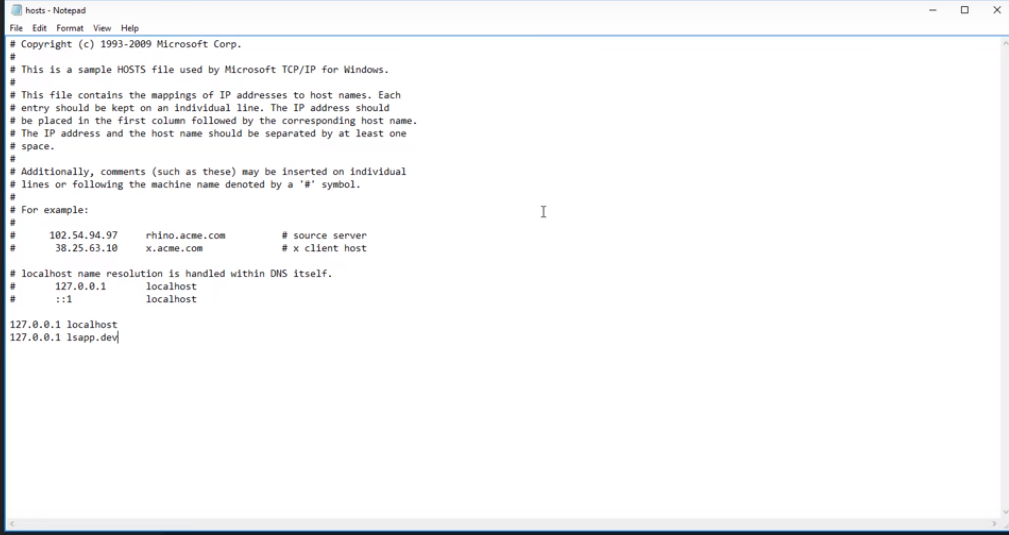 hosts - Notepad
File Edit Format View Help
# Copyright (c) 1993-2009 Microsoft Corp.
#
# This is a sample HOSTS file used by Microsoft TCP/IP for Windows.
#
# This file contains the mappings of IP addresses to host names. Each
# entry should be kept on an individual line. The IP address should
# be placed in the first column followed by the corresponding host name.
# The IP address and the host name should be separated by at least one
# space.
#
# Additionally, comments (such as these) may be inserted on individual
# lines or following the machine name denoted by a '#' symbol.
#
# For example:
#
#      102.54.94.97     rhino.acme.com          # source server
#       38.25.63.10     x.acme.com              # x client host

# localhost name resolution is handled within DNS itself.
#       127.0.0.1       localhost
#       ::1             localhost

127.0.0.1 localhost
127.0.0.1 lsapp.dev